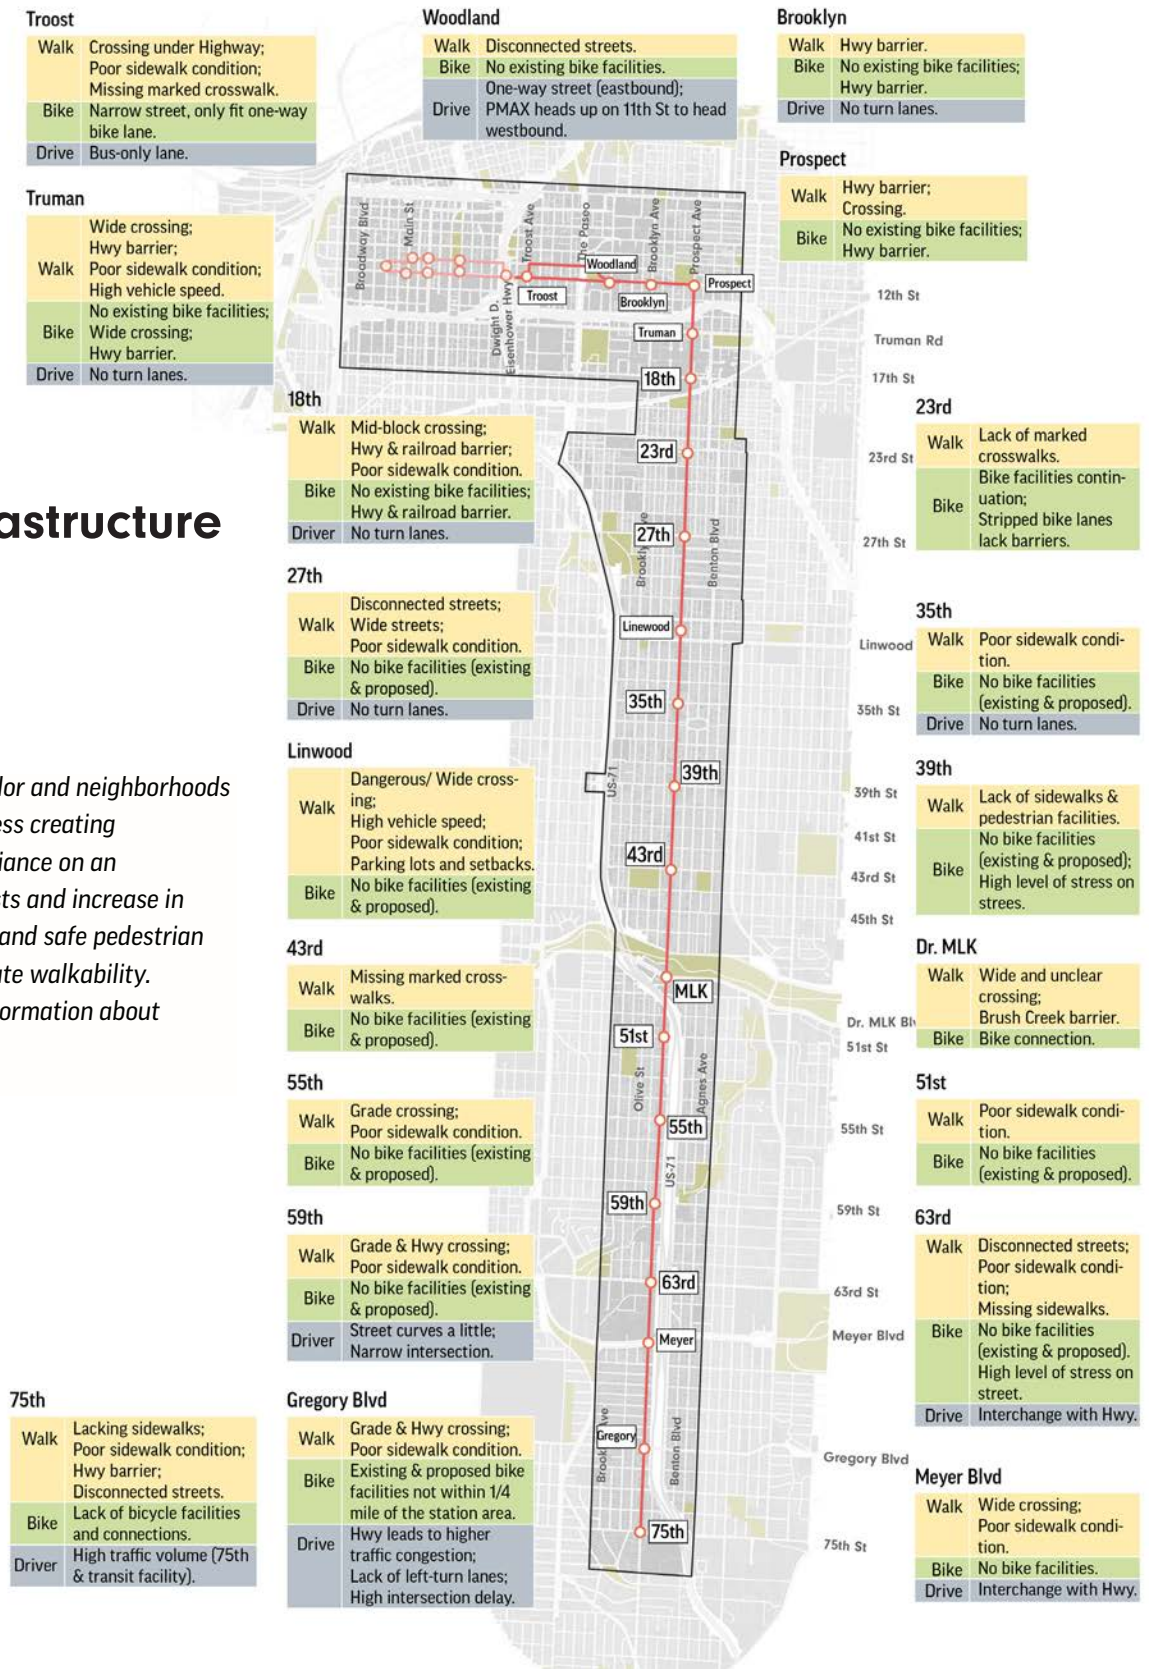 Troost
Walk Crossing under Highway;
Poor sidewalk condition;
Missing marked crosswalk.
Bike Narrow street, only fit one-way
bike lane.
Drive Bus-only lane.
Woodland
Walk Disconnected streets.
Bike No existing bike facilities.
One-way street (eastbound);
Drive PMAX heads up on 11th St to head
westbound.
Brooklyn
Walk Hwy barrier.
Bike No existing bike facilities;
Hwy barrier.
Drive No turn lanes.
Prospect
Walk Hwy barrier;
Crossing.
Bike No existing bike facilities;
Hwy barrier.
Truman
Wide crossing;
Hwy barrier;
Walk Poor sidewalk condition;
High vehicle speed.
No existing bike facilities;
Bike Wide crossing;
Hwy barrier.
Drive No turn lanes.
18th
Walk Mid-block crossing;
Hwy & railroad barrier;
Poor sidewalk condition.
Bike No existing bike facilities;
Hwy & railroad barrier.
Driver No turn lanes.
23rd
Walk Lack of marked
crosswalks.
Bike facilities contin-
Bike uation;
Stripped bike lanes
lack barriers.
astructure
27th
Disconnected streets;
Walk Wide streets;
Poor sidewalk condition.
Bike No bike facilities (existing
& proposed).
Drive No turn lanes.
35th
Walk Poor sidewalk condi-
tion.
Bike No bike facilities
(existing & proposed).
Drive No turn lanes.
Linwood
Dangerous/ Wide cross-
ing;
Walk High vehicle speed;
Poor sidewalk condition;
Parking lots and setbacks.
Bike No bike facilities (existing
& proposed).
39th
Walk Lack of sidewalks &
pedestrian facilities.
No bike facilities
Bike (existing & proposed);
High level of stress on
strees.
lor and neighborhoods
ess creating
iance on an
sts and increase in
and safe pedestrian
ate walkability.
formation about
43rd
Walk Missing marked cross-
walks.
Bike No bike facilities (existing
& proposed).
Dr. MLK
Walk Wide and unclear
crossing;
Brush Creek barrier.
Bike Bike connection.
55th
Walk Grade crossing;
Poor sidewalk condition.
Bike No bike facilities (existing
& proposed).
51st
Walk Poor sidewalk condi-
tion.
Bike No bike facilities
(existing & proposed).
59th
Walk Grade & Hwy crossing;
Poor sidewalk condition.
Bike No bike facilities (existing
& proposed).
Driver Street curves a little;
Narrow intersection.
63rd
Walk Disconnected streets;
Poor sidewalk condi-
tion;
Missing sidewalks.
Bike No bike facilities
(existing & proposed).
High level of stress on
street.
Drive Interchange with Hwy.
75th
Walk Lacking sidewalks;
Poor sidewalk condition;
Hwy barrier;
Disconnected streets.
Bike Lack of bicycle facilities
and connections.
Driver High traffic volume (75th
& transit facility).
Gregory Blvd
Walk Grade & Hwy crossing;
Poor sidewalk condition.
Bike Existing & proposed bike
facilities not within 1/4
mile of the station area.
Drive Hwy leads to higher
traffic congestion;
Lack of left-turn lanes;
High intersection delay.
Meyer Blvd
Walk Wide crossing;
Poor sidewalk condi-
tion.
Bike No bike facilities.
Drive Interchange with Hwy.
Broadway Blvd
Main St
Dwight D.
Eisenhower Hwy
Troost Ave
The Paseo
Brooklyn Ave
Prospect Ave
Woodland
Troost
Brooklyn
Prospect
Truman
18th
23rd
27th
Brooklyn Ave
Benton Blvd
Linewood
35th
39th
US-71
43rd
MLK
51st
Olive St
Agnes Ave
55th
US-71
59th
63rd
Meyer
Brooklyn Ave
Gregory
Benton Blvd
75th
12th St
Truman Rd
17th St
23rd St
27th St
Linwood
35th St
39th St
41st St
43rd St
45th St
Dr. MLK Blv
51st St
55th St
59th St
63rd St
Meyer Blvd
Gregory Blvd
75th St